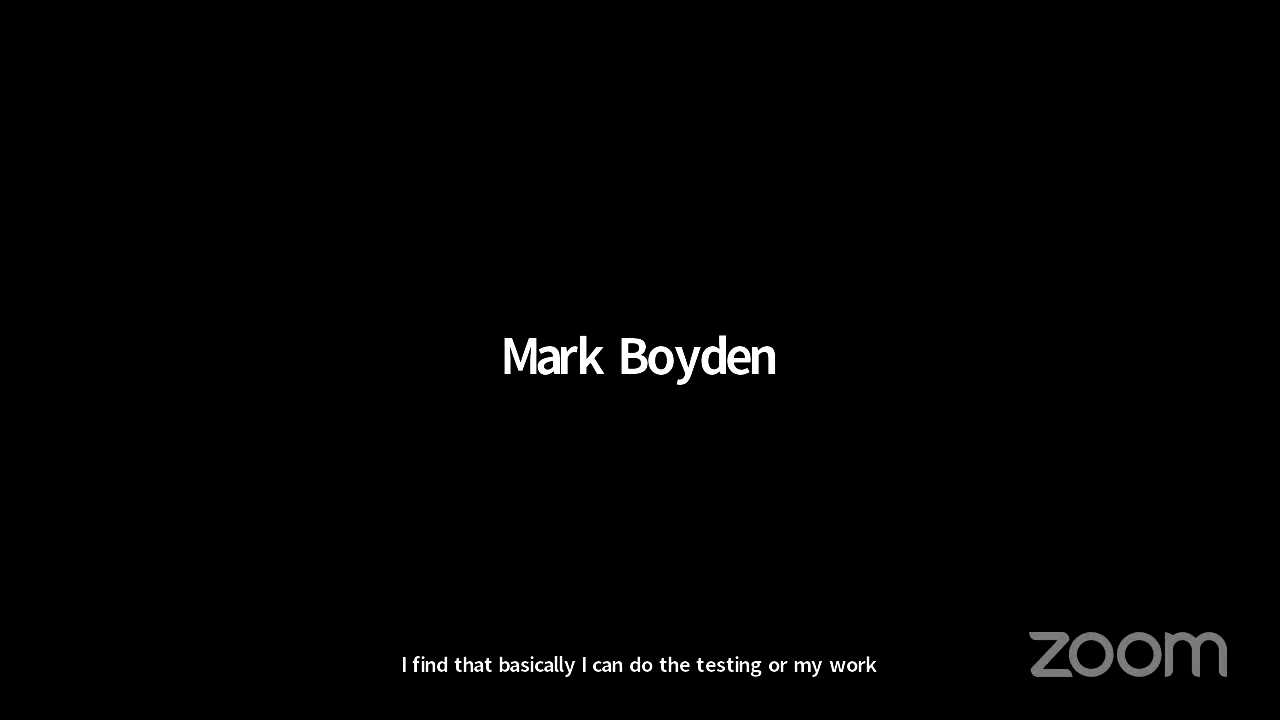 Mark Boyden
I find that basically I can do the testing or my work
zoom